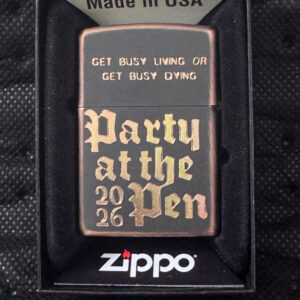 Made in USA
GET BUSY LIVING OR
GET BUSY DYING
Party
at the
20
26 Pen
zippo